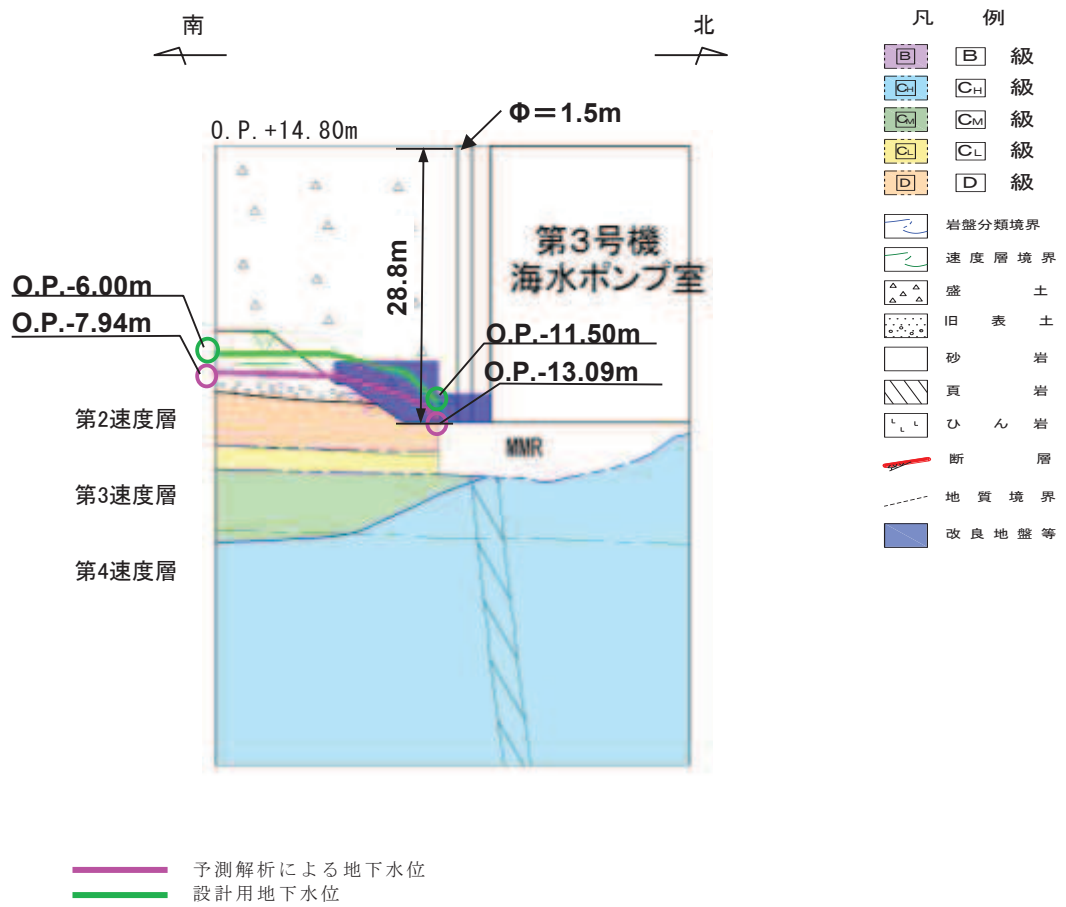 南
北
O.P.+14.80m
Φ＝1.5m
28.8m
第3号機
海水ポンプ室
O.P.-6.00m
O.P.-7.94m
O.P.-11.50m
O.P.-13.09m
第2速度層
MMR
第3速度層
第4速度層
凡 例
B B 級
CH CH 級
CM CM 級
CL CL 級
D D 級
岩盤分類境界
速度層境界
盛土
旧表土
砂岩
頁岩
ひん岩
断層
地質境界
改良地盤等
予測解析による地下水位
設計用地下水位